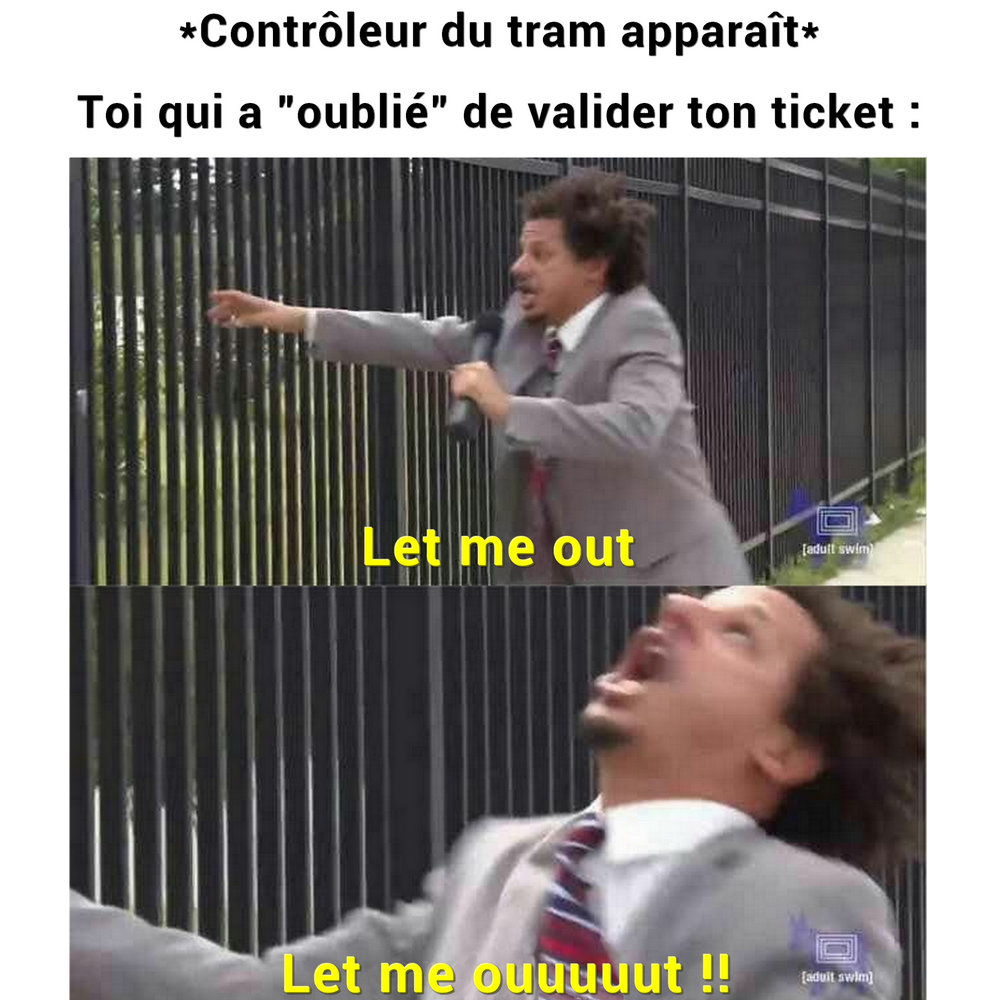 *Contrôleur du tram apparaît*
Toi qui a "oublié" de valider ton ticket :
Let me out
[adult swim]
Let me ouuuuut !!
[adult swim]